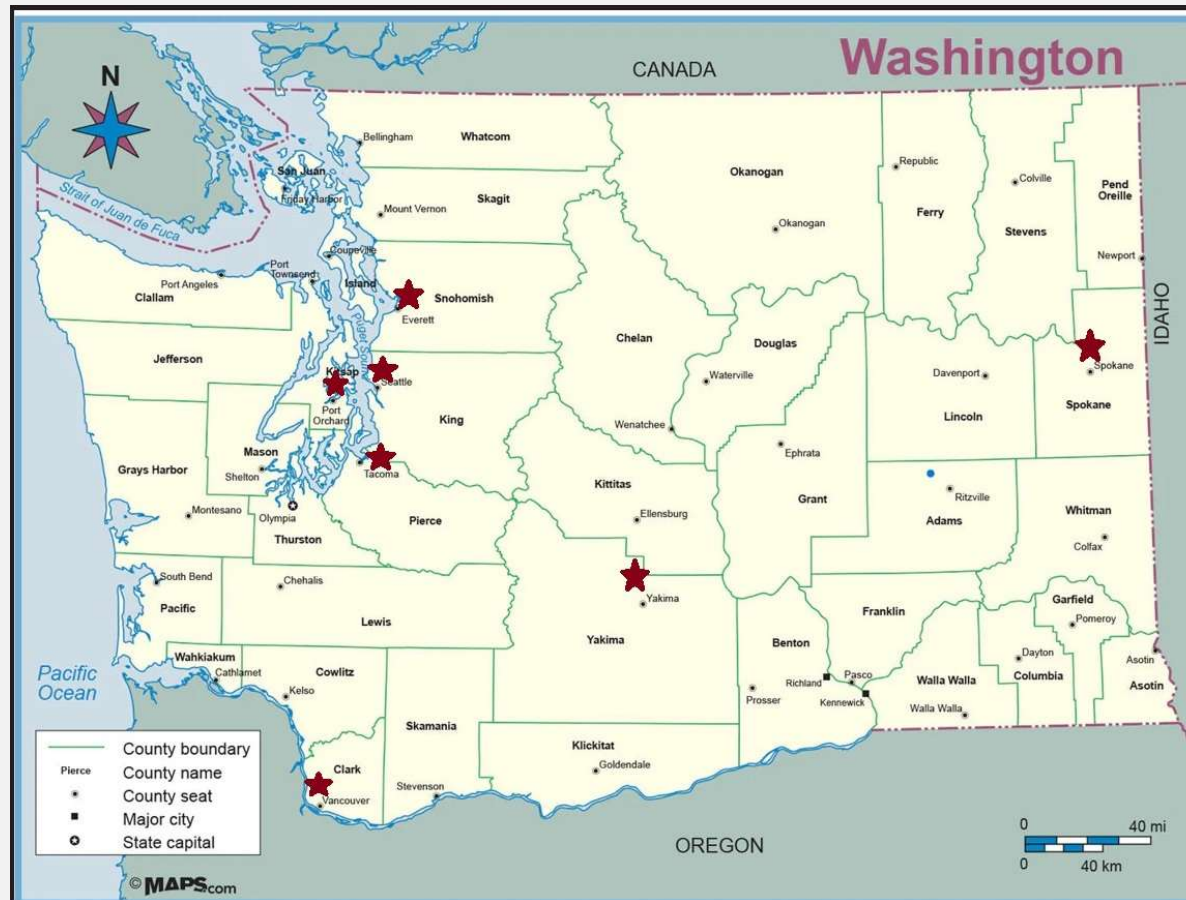 Washington
CANADA
N
Strait of Juan de Fuca
San Juan
Friday Harbor
Bellingham
Whatcom
Skagit
Mount Vernon
Okanogan
Okanogan
Republic
Ferry
Colville
Stevens
Pend
Oreille
Newport
IDAHO
Port Angeles
Clallam
Port
Townsend
Coupeville
Island
Snohomish
Everett
Puget Sound
Jefferson
Kitsap
Port
Orchard
Seattle
King
Chelan
Douglas
Waterville
Wenatchee
Davenport
Lincoln
Spokane
Spokane
Grays Harbor
Montesano
Mason
Shelton
Tacoma
Olympia
Thurston
Pierce
Kittitas
Ellensburg
Ephrata
Grant
Ritzville
Adams
Whitman
Colfax
South Bend
Pacific
Chehalis
Lewis
Yakima
Yakima
Benton
Prosser
Richland
Kennewick
Pasco
Franklin
Walla Walla
Walla Walla
Dayton
Columbia
Garfield
Pomeroy
Asotin
Asotin
Pacific
Ocean
Wahkiakum
Cathlamet
Cowlitz
Kelso
Skamania
Stevenson
Clark
Vancouver
Klickitat
Goldendale
OREGON
County boundary
Pierce County name
County seat
Major city
State capital
0 40 mi
0 40 km
© MAPS.com